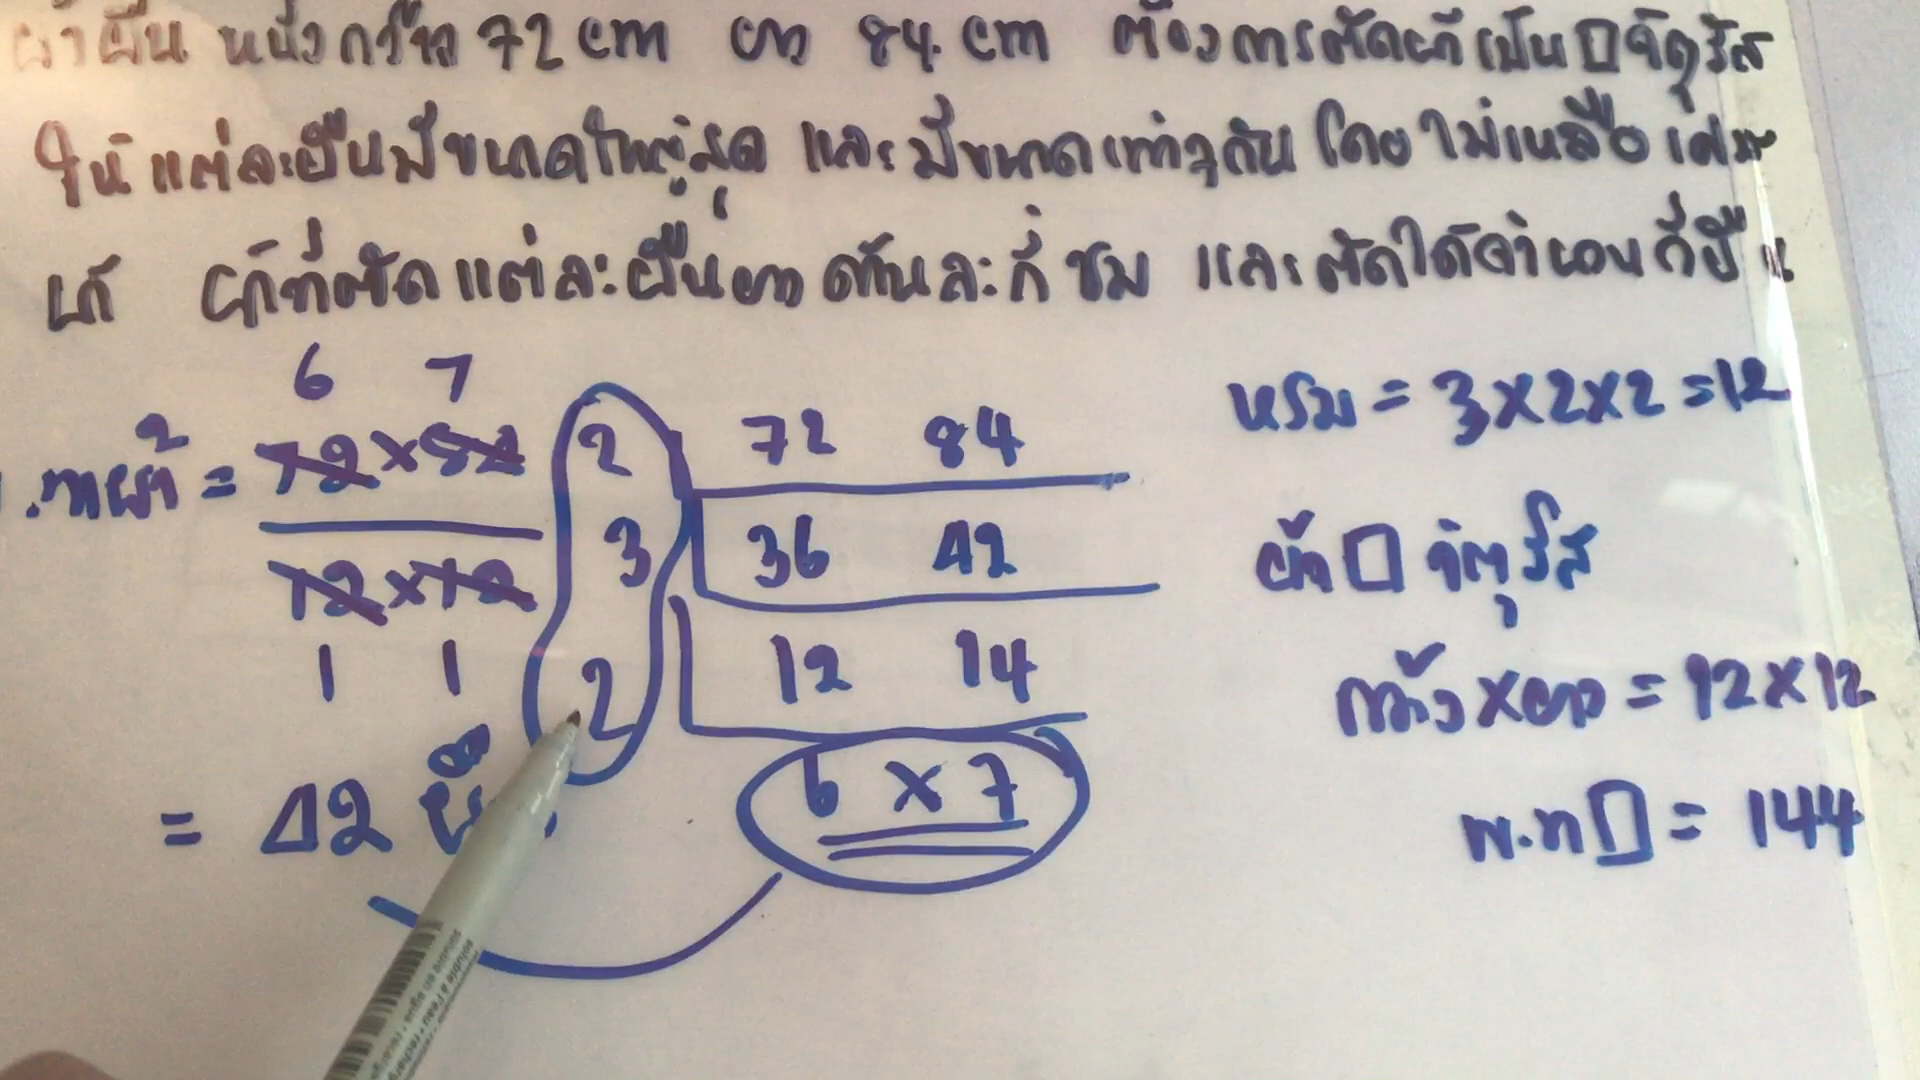 ผ้าผืนหนึ่งกว้าง 72 cm ยาว 84 cm ต้องการตัดผ้าเป็น □ จัตุรัส
ให้แต่ละผืนมีขนาดใหญ่สุด และมีขนาดเท่าๆกัน โดยไม่เหลือเศษ
ผ้าที่ตัดแต่ละผืนยาวด้านละกี่ ซม และตัดได้จำนวนกี่ผืน
6 7
72×84
12×12
1 1
= 42
2 72 84
3 36 42
2 12 14
6 × 7
หรม = 3×2×2 = 12
ผ้า □ จัตุรัส
กว้าง × ยาว = 12×12
พ.ท □ = 144